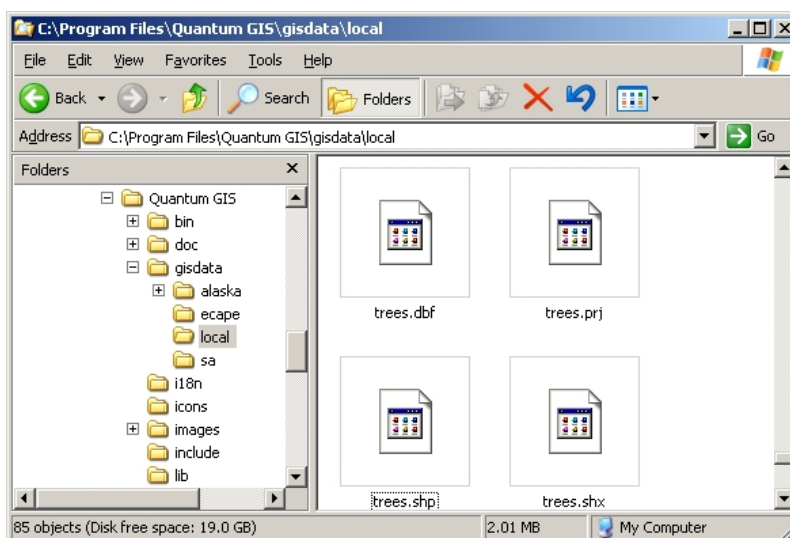 C:\Program Files\Quantum GIS\gisdata\local
File Edit View Favorites Tools Help
Back Search Folders
Address C:\Program Files\Quantum GIS\gisdata\local Go
Folders x
Quantum GIS
bin
doc
gisdata
alaska
ecape
local
sa
i18n
icons
images
include
lib
trees.dbf trees.prj
trees.shp trees.shx
85 objects (Disk free space: 19.0 GB) 2.01 MB My Computer